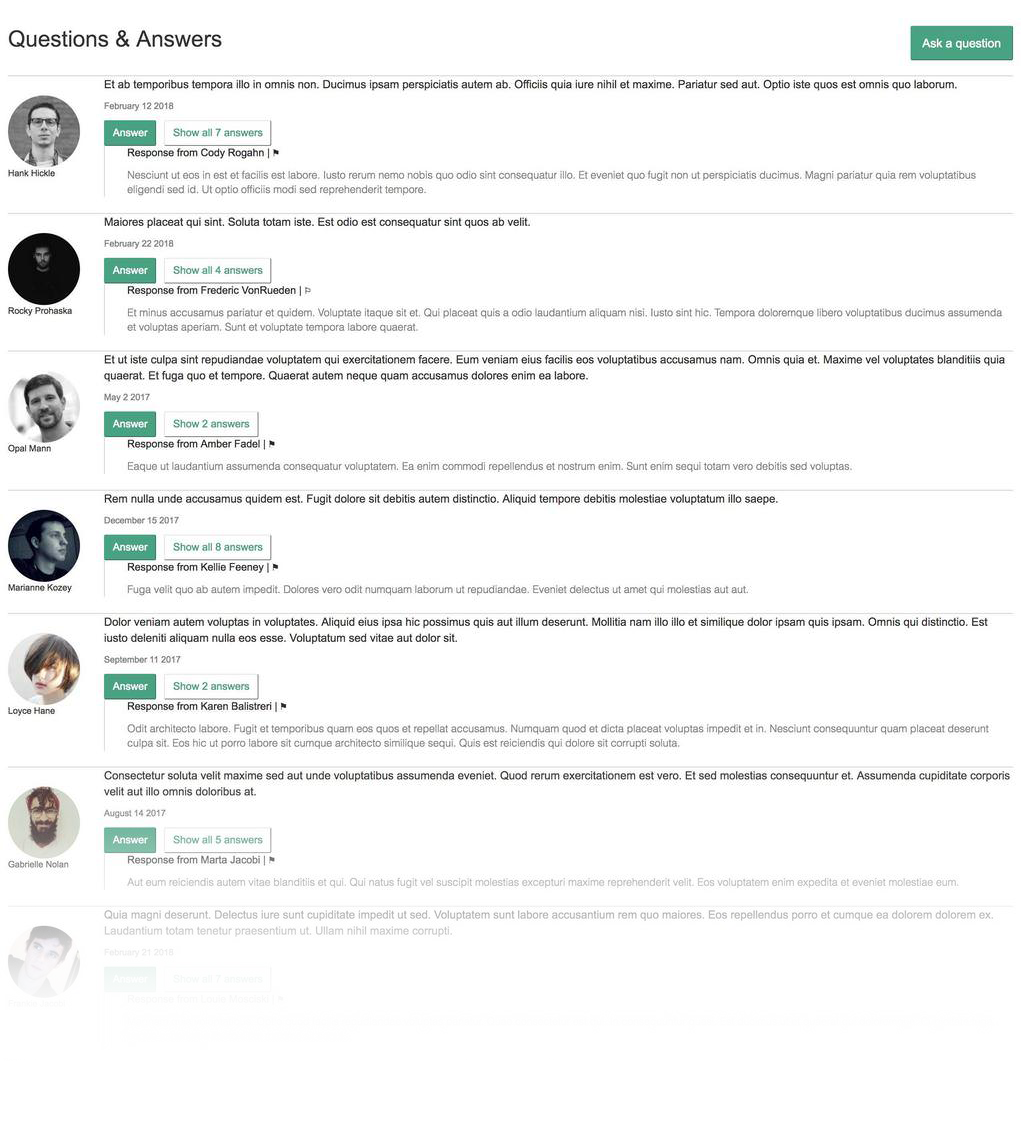 Questions & Answers
Ask a question
Et ab temporibus tempora illo in omnis non. Ducimus ipsam perspiciatis autem ab. Officiis quia iure nihil et maxime. Pariatur sed aut. Optio iste quos est omnis quo laborum.
February 12 2018
Answer Show all 7 answers
Hank Hickle
Response from Cody Rogahn | ⚑
Nesciunt ut eos in est et facilis est labore. Iusto rerum nemo nobis quo odio sint consequatur illo. Et eveniet quo fugit non ut perspiciatis ducimus. Magni pariatur quia rem voluptatibus
eligendi sed id. Ut optio officiis modi sed reprehenderit tempore.
Maiores placeat qui sint. Soluta totam iste. Est odio est consequatur sint quos ab velit.
February 22 2018
Answer Show all 4 answers
Rocky Prohaska
Response from Frederic VonRueden | ⚐
Et minus accusamus pariatur et quidem. Voluptate itaque sit et. Qui placeat quis a odio laudantium aliquam nisi. Iusto sint hic. Tempora doloremque libero voluptatibus ducimus assumenda
et voluptas aperiam. Sunt et voluptate tempora labore quaerat.
Et ut iste culpa sint repudiandae voluptatem qui exercitationem facere. Eum veniam eius facilis eos voluptatibus accusamus nam. Omnis quia et. Maxime vel voluptates blanditiis quia
quaerat. Et fuga quo et tempore. Quaerat autem neque quam accusamus dolores enim ea labore.
May 2 2017
Answer Show 2 answers
Opal Mann
Response from Amber Fadel | ⚑
Eaque ut laudantium assumenda consequatur voluptatem. Ea enim commodi repellendus et nostrum enim. Sunt enim sequi totam vero debitis sed voluptas.
Rem nulla unde accusamus quidem est. Fugit dolore sit debitis autem distinctio. Aliquid tempore debitis molestiae voluptatum illo saepe.
December 15 2017
Answer Show all 8 answers
Marianne Kozey
Response from Kellie Feeney | ⚑
Fuga velit quo ab autem impedit. Dolores vero odit numquam laborum ut repudiandae. Eveniet delectus ut amet qui molestias aut aut.
Dolor veniam autem voluptas in voluptates. Aliquid eius ipsa hic possimus quis aut illum deserunt. Mollitia nam illo illo et similique dolor ipsam quis ipsam. Omnis qui distinctio. Est
iusto deleniti aliquam nulla eos esse. Voluptatum sed vitae aut dolor sit.
September 11 2017
Answer Show 2 answers
Loyce Hane
Response from Karen Balistreri | ⚑
Odit architecto labore. Fugit et temporibus quam eos quos et repellat accusamus. Numquam quod et dicta placeat voluptas impedit et in. Nesciunt consequuntur quam placeat deserunt
culpa sit. Eos hic ut porro labore sit cumque architecto similique sequi. Quis est reiciendis qui dolore sit corrupti soluta.
Consectetur soluta velit maxime sed aut unde voluptatibus assumenda eveniet. Quod rerum exercitationem est vero. Et sed molestias consequuntur et. Assumenda cupiditate corporis
velit aut illo omnis doloribus at.
August 14 2017
Answer Show all 5 answers
Gabrielle Nolan
Response from Marta Jacobi | ⚑
Aut eum reiciendis autem vitae blanditiis et qui. Qui natus fugit vel suscipit molestias excepturi maxime reprehenderit velit. Eos voluptatem enim expedita et eveniet molestiae eum.
Quia magni deserunt. Delectus iure sunt cupiditate impedit ut sed. Voluptatem sunt labore accusantium rem quo maiores. Eos repellendus porro et cumque ea dolorem dolorem ex.
Laudantium totam tenetur praesentium ut. Ullam nihil maxime corrupti.
February 21 2018
Answer Show all 7 answers
Response from